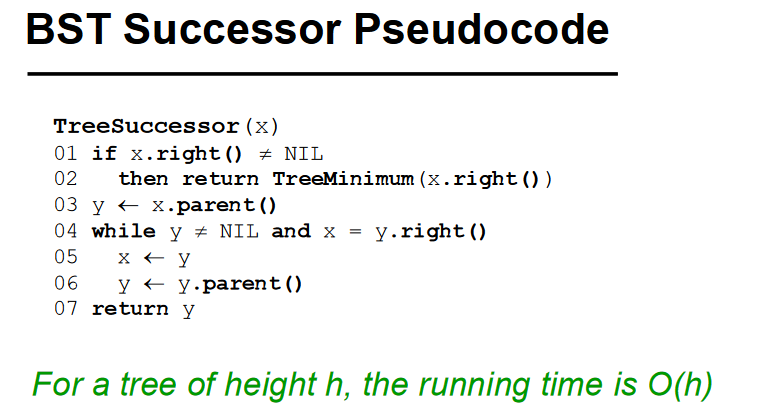 BST Successor Pseudocode
TreeSuccessor(x)
01 if x.right() ≠ NIL
02   then return TreeMinimum(x.right())
03 y ← x.parent()
04 while y ≠ NIL and x = y.right()
05   x ← y
06   y ← y.parent()
07 return y
For a tree of height h, the running time is O(h)